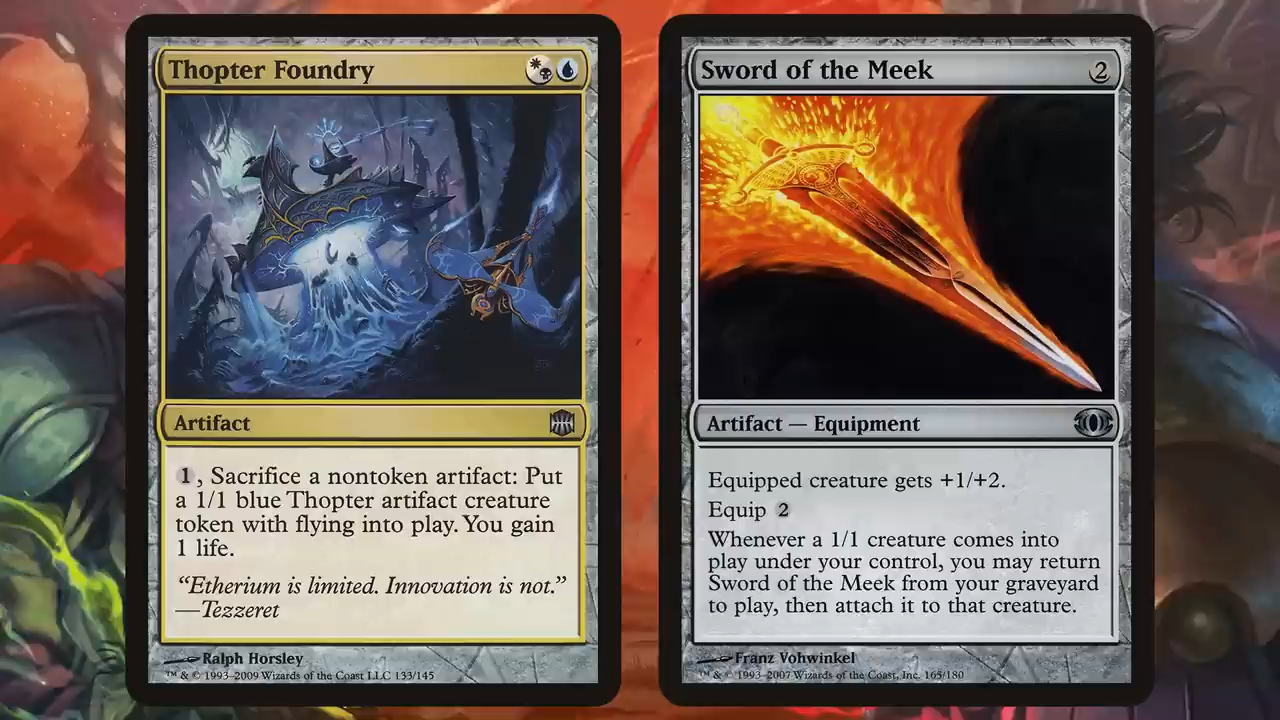 Thopter Foundry
Artifact
1, Sacrifice a nontoken artifact: Put
a 1/1 blue Thopter artifact creature
token with flying into play. You gain
1 life.
“Etherium is limited. Innovation is not.”
—Tezzeret
Ralph Horsley
™ & © 1993–2009 Wizards of the Coast LLC 133/145
Sword of the Meek
2
Artifact — Equipment
Equipped creature gets +1/+2.
Equip 2
Whenever a 1/1 creature comes into
play under your control, you may return
Sword of the Meek from your graveyard
to play, then attach it to that creature.
Franz Vohwinkel
™ & © 1993–2007 Wizards of the Coast, Inc. 165/180